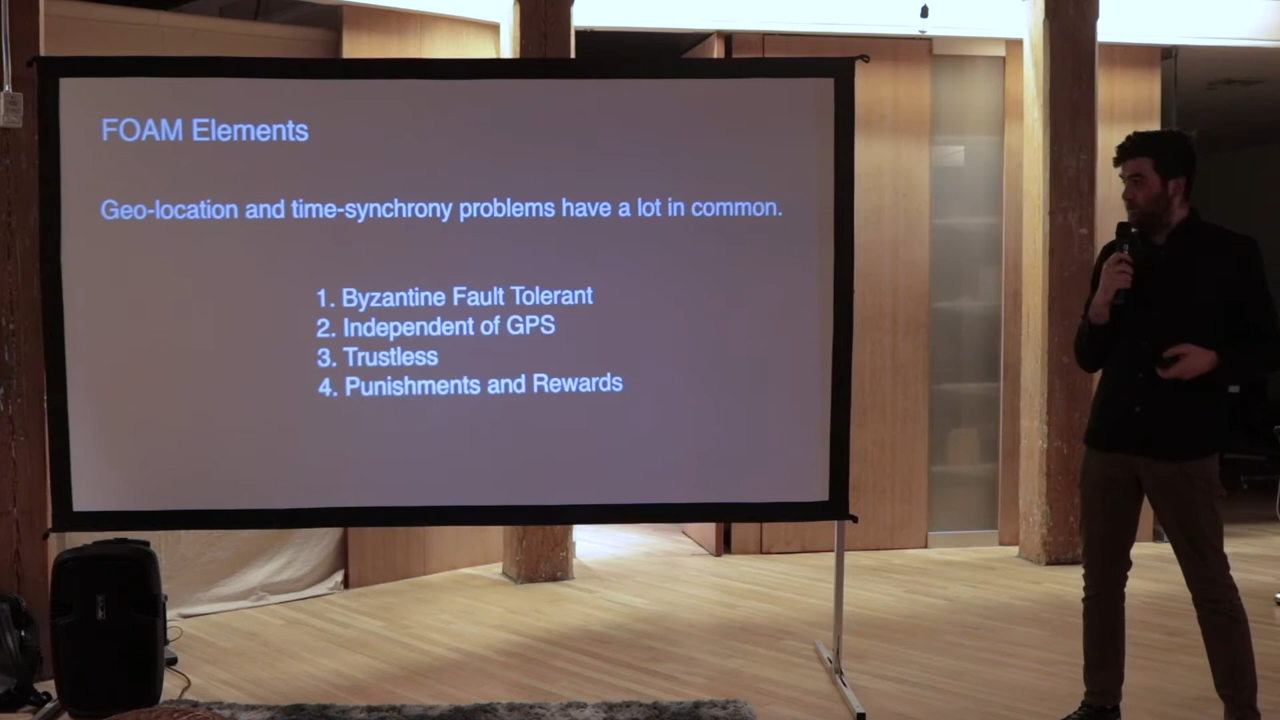 FOAM Elements
Geo-location and time-synchrony problems have a lot in common.
1. Byzantine Fault Tolerant
2. Independent of GPS
3. Trustless
4. Punishments and Rewards